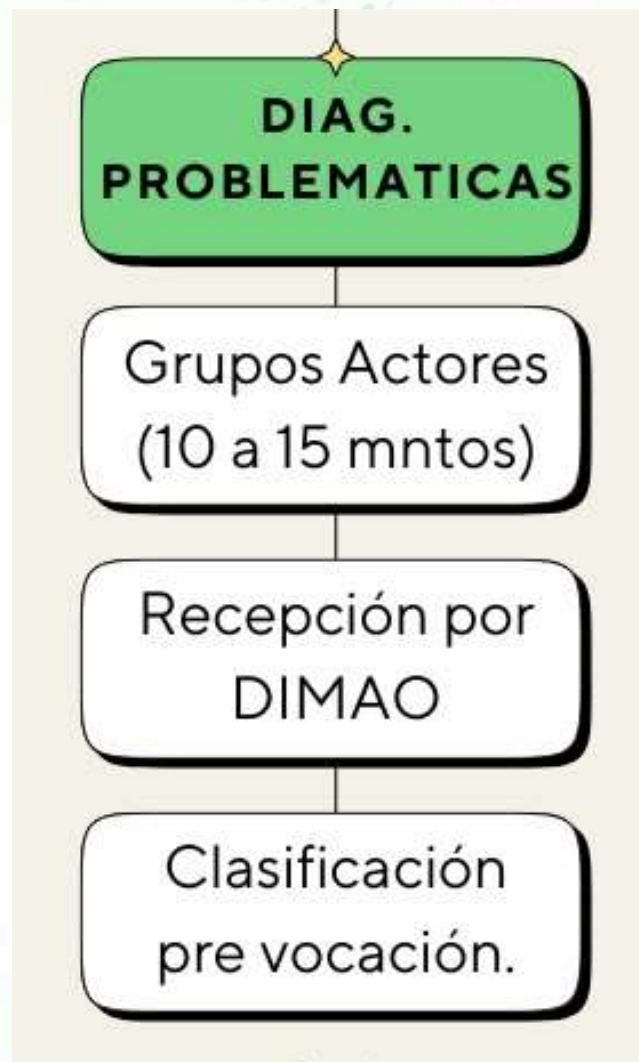 DIAG.
PROBLEMATICAS
Grupos Actores
(10 a 15 mntos)
Recepción por
DIMAO
Clasificación
pre vocación.